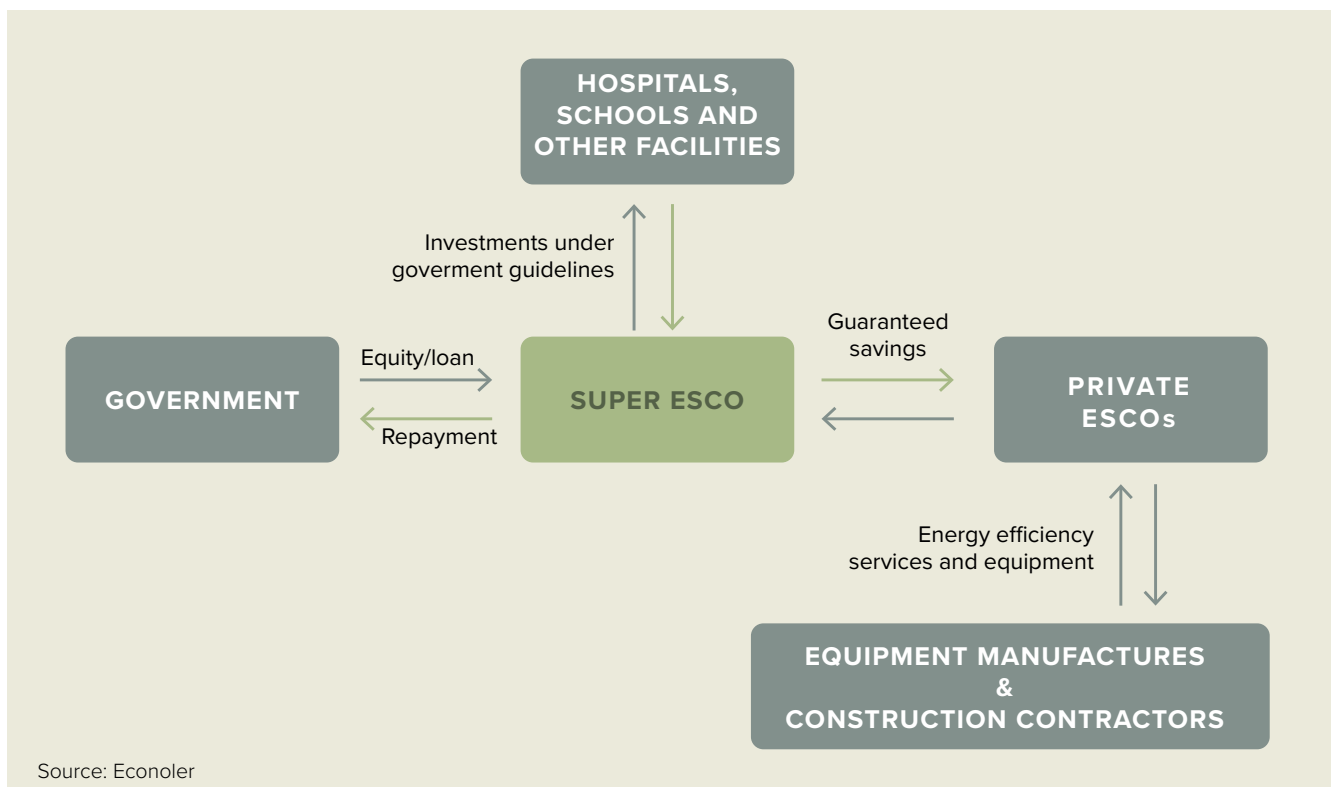 HOSPITALS,
SCHOOLS AND
OTHER FACILITIES
Investments under
goverment guidelines
Guaranteed
savings
Equity/loan
GOVERNMENT
SUPER ESCO
PRIVATE
ESCOs
Repayment
Energy efficiency
services and equipment
EQUIPMENT MANUFACTURES
&
CONSTRUCTION CONTRACTORS
Source: Econoler